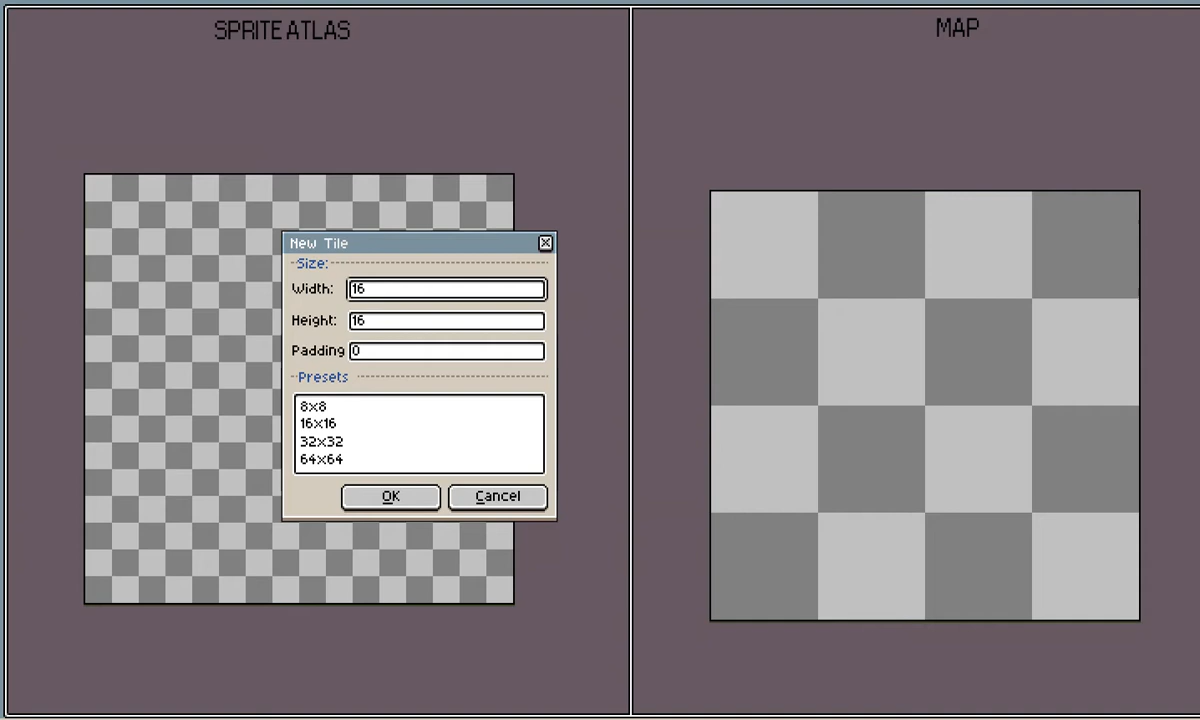 SPRITE ATLAS
MAP
New Tile
Size:
Width: 16
Height: 16
Padding 0
Presets
8x8
16x16
32x32
64x64
OK Cancel